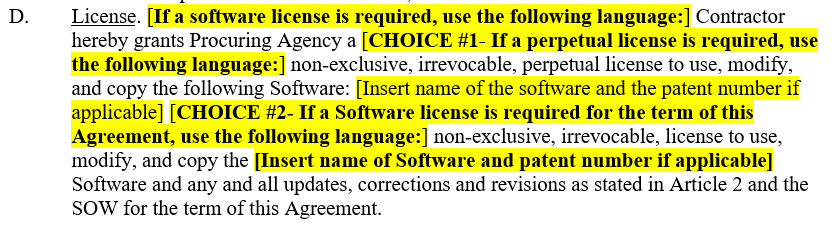 D. License. [If a software license is required, use the following language:] Contractor
hereby grants Procuring Agency a [CHOICE #1- If a perpetual license is required, use
the following language:] non-exclusive, irrevocable, perpetual license to use, modify,
and copy the following Software: [Insert name of the software and the patent number if
applicable] [CHOICE #2- If a Software license is required for the term of this
Agreement, use the following language:] non-exclusive, irrevocable, license to use,
modify, and copy the [Insert name of Software and patent number if applicable]
Software and any and all updates, corrections and revisions as stated in Article 2 and the
SOW for the term of this Agreement.